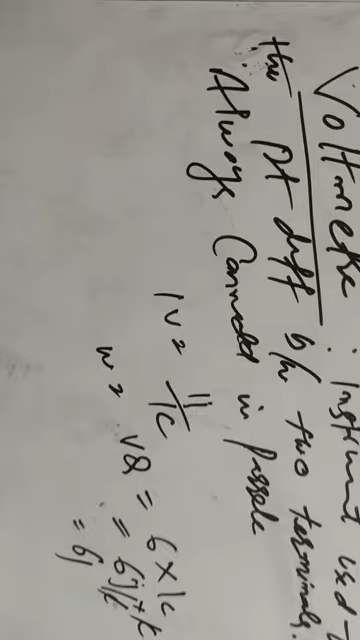 Voltmeter : instrument used
the Pt diff b/w two terminals
Always Connected in Parralel
1V = 1J/1C
W = VQ = 6 × 1C
= 6J/C × C
= 6J